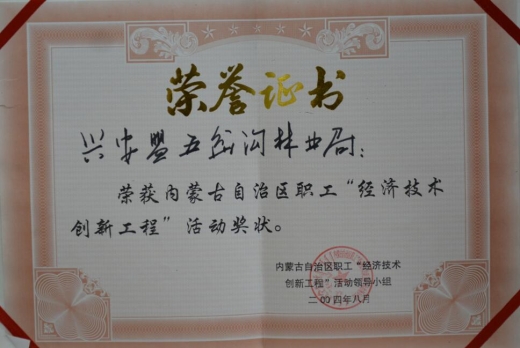 荣誉证书
兴安盟五岔沟林业局：
荣获内蒙古自治区职工“经济技术
创新工程”活动奖状。
内蒙古自治区职工“经济技术
创新工程”活动领导小组
二00四年八月